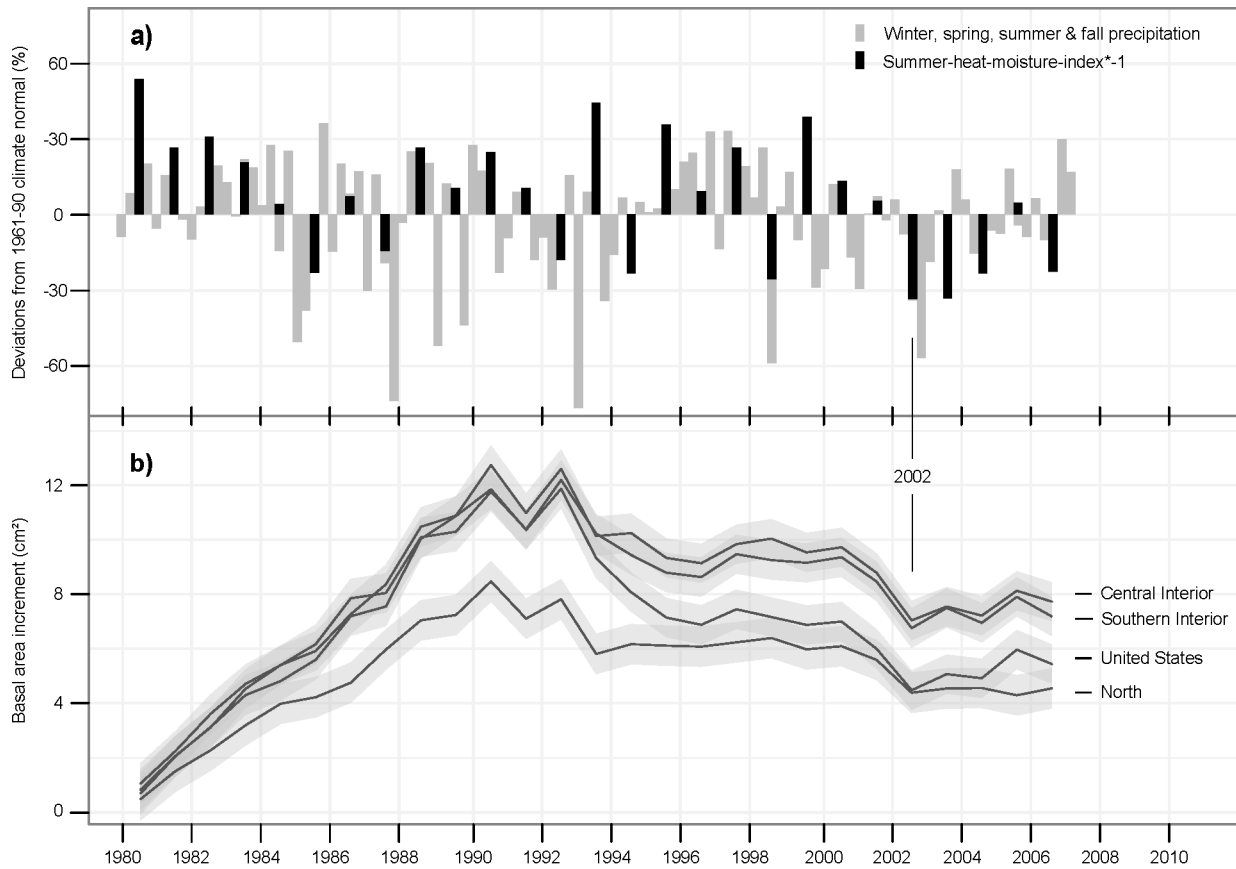 a)
Winter, spring, summer & fall precipitation
Summer-heat-moisture-index*-1
Deviations from 1961-90 climate normal (%)
60
-30
0
-30
-60
b)
2002
Basal area increment (cm²)
12
8
4
0
Central Interior
Southern Interior
United States
North
1980 1982 1984 1986 1988 1990 1992 1994 1996 1998 2000 2002 2004 2006 2008 2010